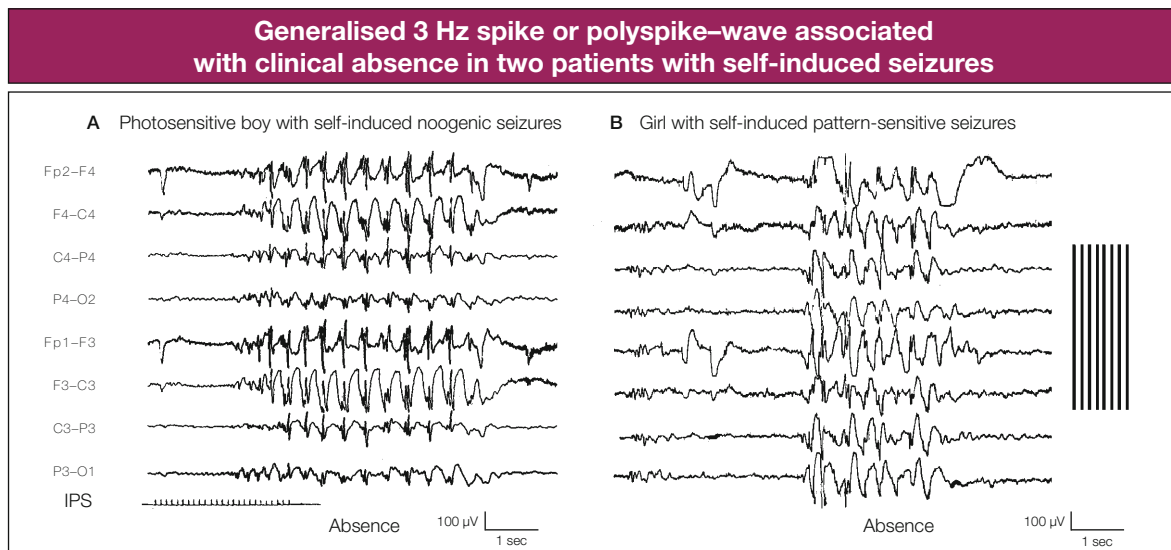 Generalised 3 Hz spike or polyspike–wave associated
with clinical absence in two patients with self-induced seizures
A Photosensitive boy with self-induced noogenic seizures
B Girl with self-induced pattern-sensitive seizures
Fp2–F4
F4–C4
C4–P4
P4–O2
Fp1–F3
F3–C3
C3–P3
P3–O1
IPS
Absence
100 µV
1 sec
Absence
100 µV
1 sec